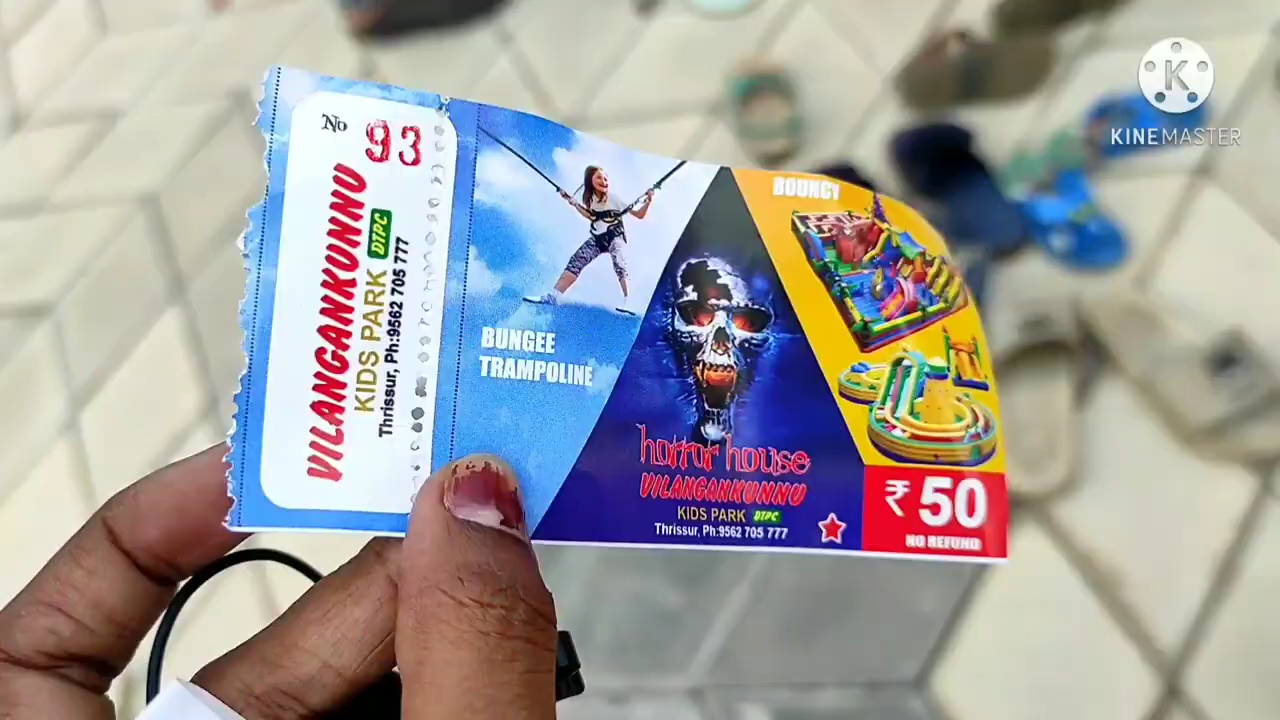 No 93
VILANGANKUNNU
KIDS PARK DTPC
Thrissur, Ph:9562 705 777
BUNGEE
TRAMPOLINE
horror house
VILANGANKUNNU
KIDS PARK DTPC
Thrissur, Ph:9562 705 777
BOUNCY
₹ 50
NO REFUND
K
KINEMASTER